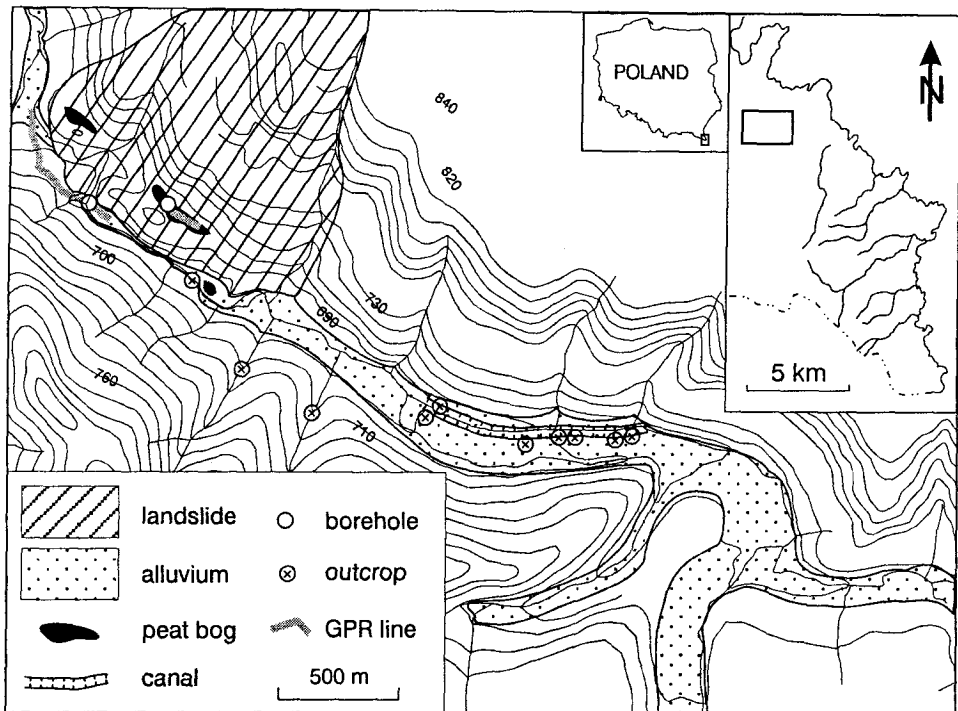 POLAND
N
840
820
700
730
690
760
710
5 km
landslide
borehole
alluvium
outcrop
peat bog
GPR line
canal
500 m